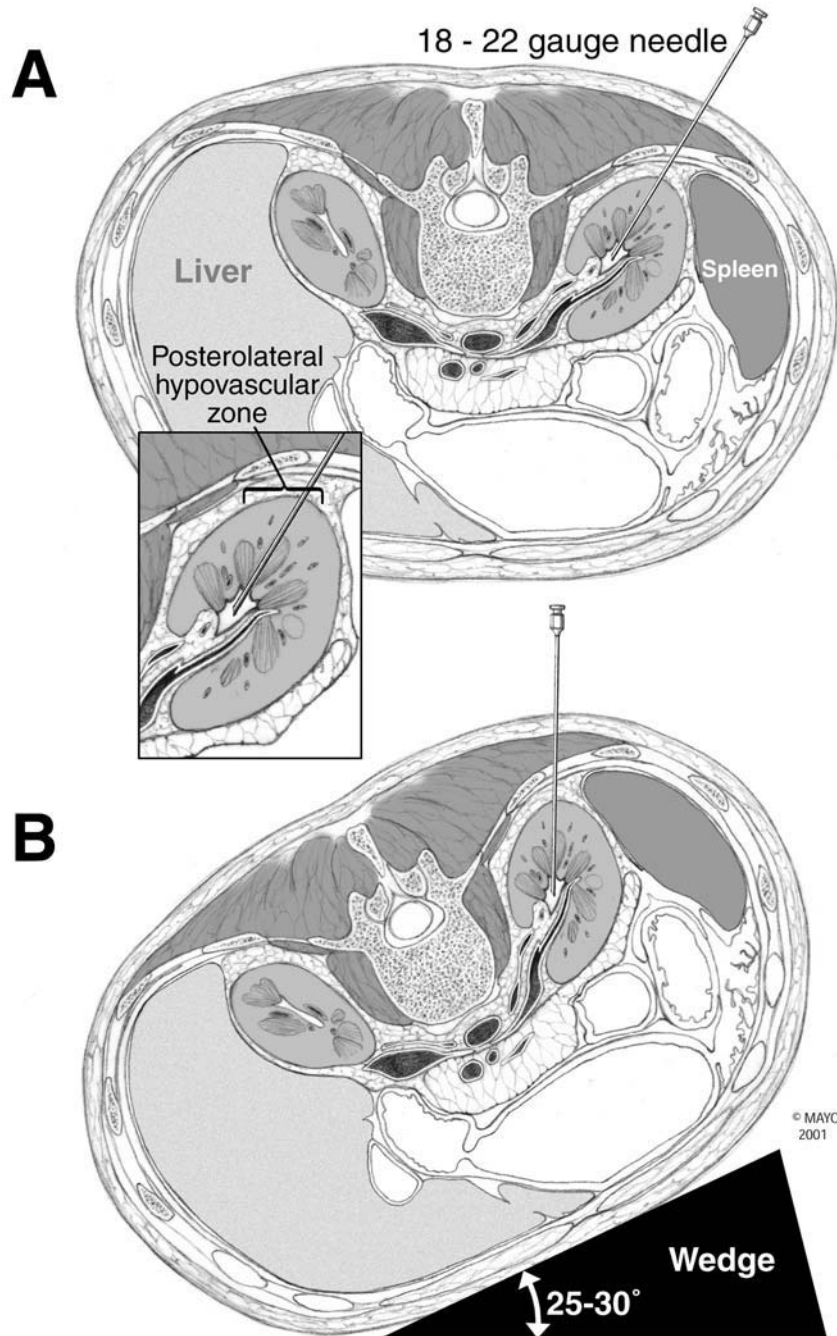 A
18 - 22 gauge needle
Liver
Spleen
Posterolateral
hypovascular
zone
B
© MAYO
2001
Wedge
25-30°